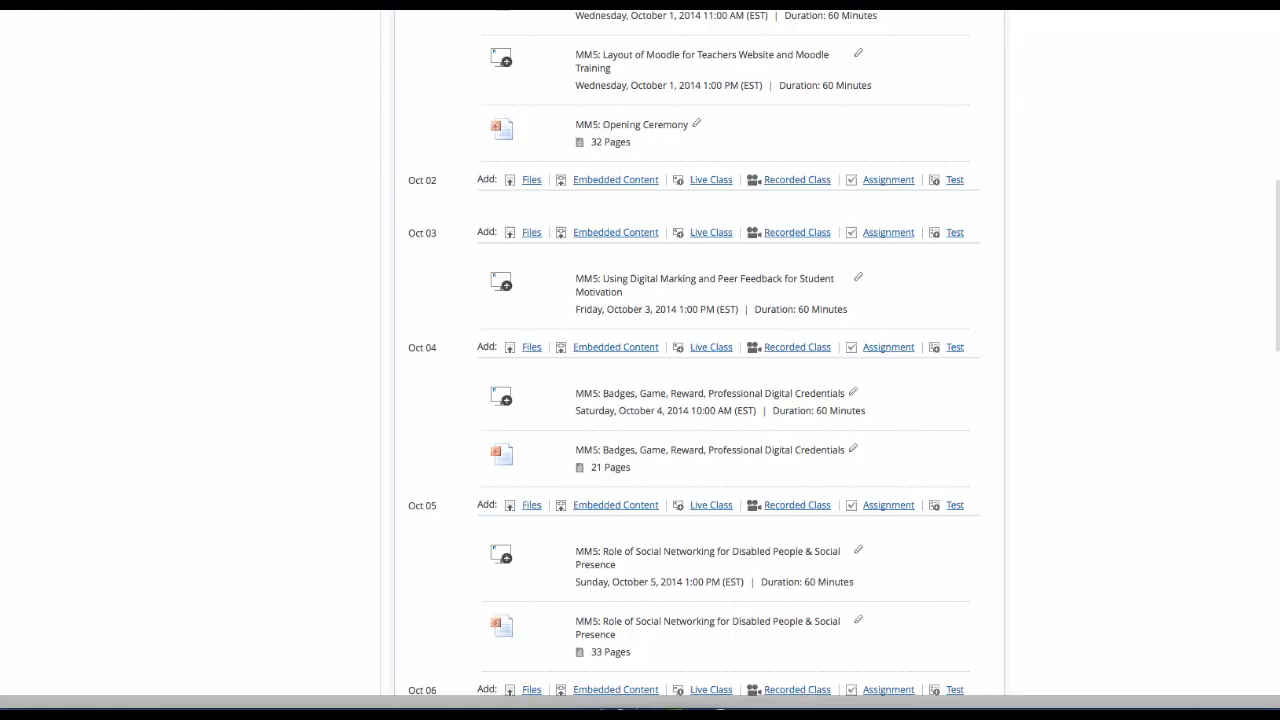 Wednesday, October 1, 2014 11:00 AM (EST) | Duration: 60 Minutes
MM5: Layout of Moodle for Teachers Website and Moodle
Training
Wednesday, October 1, 2014 1:00 PM (EST) | Duration: 60 Minutes
MM5: Opening Ceremony
32 Pages
Oct 02 Add: Files | Embedded Content | Live Class | Recorded Class | Assignment | Test
Oct 03 Add: Files | Embedded Content | Live Class | Recorded Class | Assignment | Test
MM5: Using Digital Marking and Peer Feedback for Student
Motivation
Friday, October 3, 2014 1:00 PM (EST) | Duration: 60 Minutes
Oct 04 Add: Files | Embedded Content | Live Class | Recorded Class | Assignment | Test
MM5: Badges, Game, Reward, Professional Digital Credentials
Saturday, October 4, 2014 10:00 AM (EST) | Duration: 60 Minutes
MM5: Badges, Game, Reward, Professional Digital Credentials
21 Pages
Oct 05 Add: Files | Embedded Content | Live Class | Recorded Class | Assignment | Test
MM5: Role of Social Networking for Disabled People & Social
Presence
Sunday, October 5, 2014 1:00 PM (EST) | Duration: 60 Minutes
MM5: Role of Social Networking for Disabled People & Social
Presence
33 Pages
Oct 06 Add: Files | Embedded Content | Live Class | Recorded Class | Assignment | Test